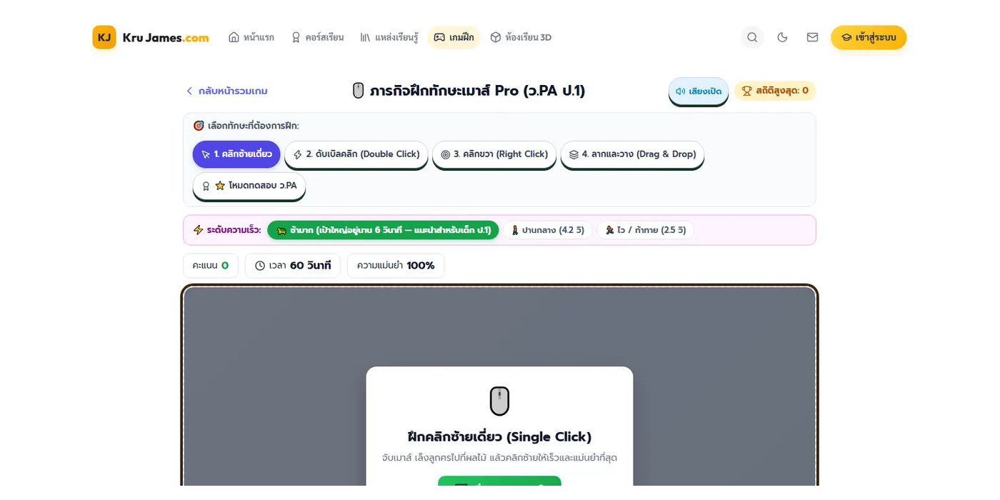 KJ Kru James.com หน้าแรก คอร์สเรียน แหล่งเรียนรู้ เกมฝึก ห้องเรียน 3D เข้าสู่ระบบ
กลับหน้ารวมเกม ภารกิจฝึกทักษะเมาส์ Pro (ว.PA ป.1) เสียงเปิด สถิติสูงสุด: 0
เลือกทักษะที่ต้องการฝึก:
1. คลิกซ้ายเดี่ยว 2. ดับเบิลคลิก (Double Click) 3. คลิกขวา (Right Click) 4. ลากและวาง (Drag & Drop)
โหมดทดสอบ ว.PA
ระดับความเร็ว: ช้ามาก (เป้าใหญ่อยู่นาน 6 วินาที — แนะนำสำหรับเด็ก ป.1) ปานกลาง (4.2 วิ) ไว / ท้าทาย (2.5 วิ)
คะแนน 0 เวลา 60 วินาที ความแม่นยำ 100%
ฝึกคลิกซ้ายเดี่ยว (Single Click)
จับเมาส์ เล็งลูกศรไปที่ผลไม้ แล้วคลิกซ้ายให้เร็วและแม่นยำที่สุด